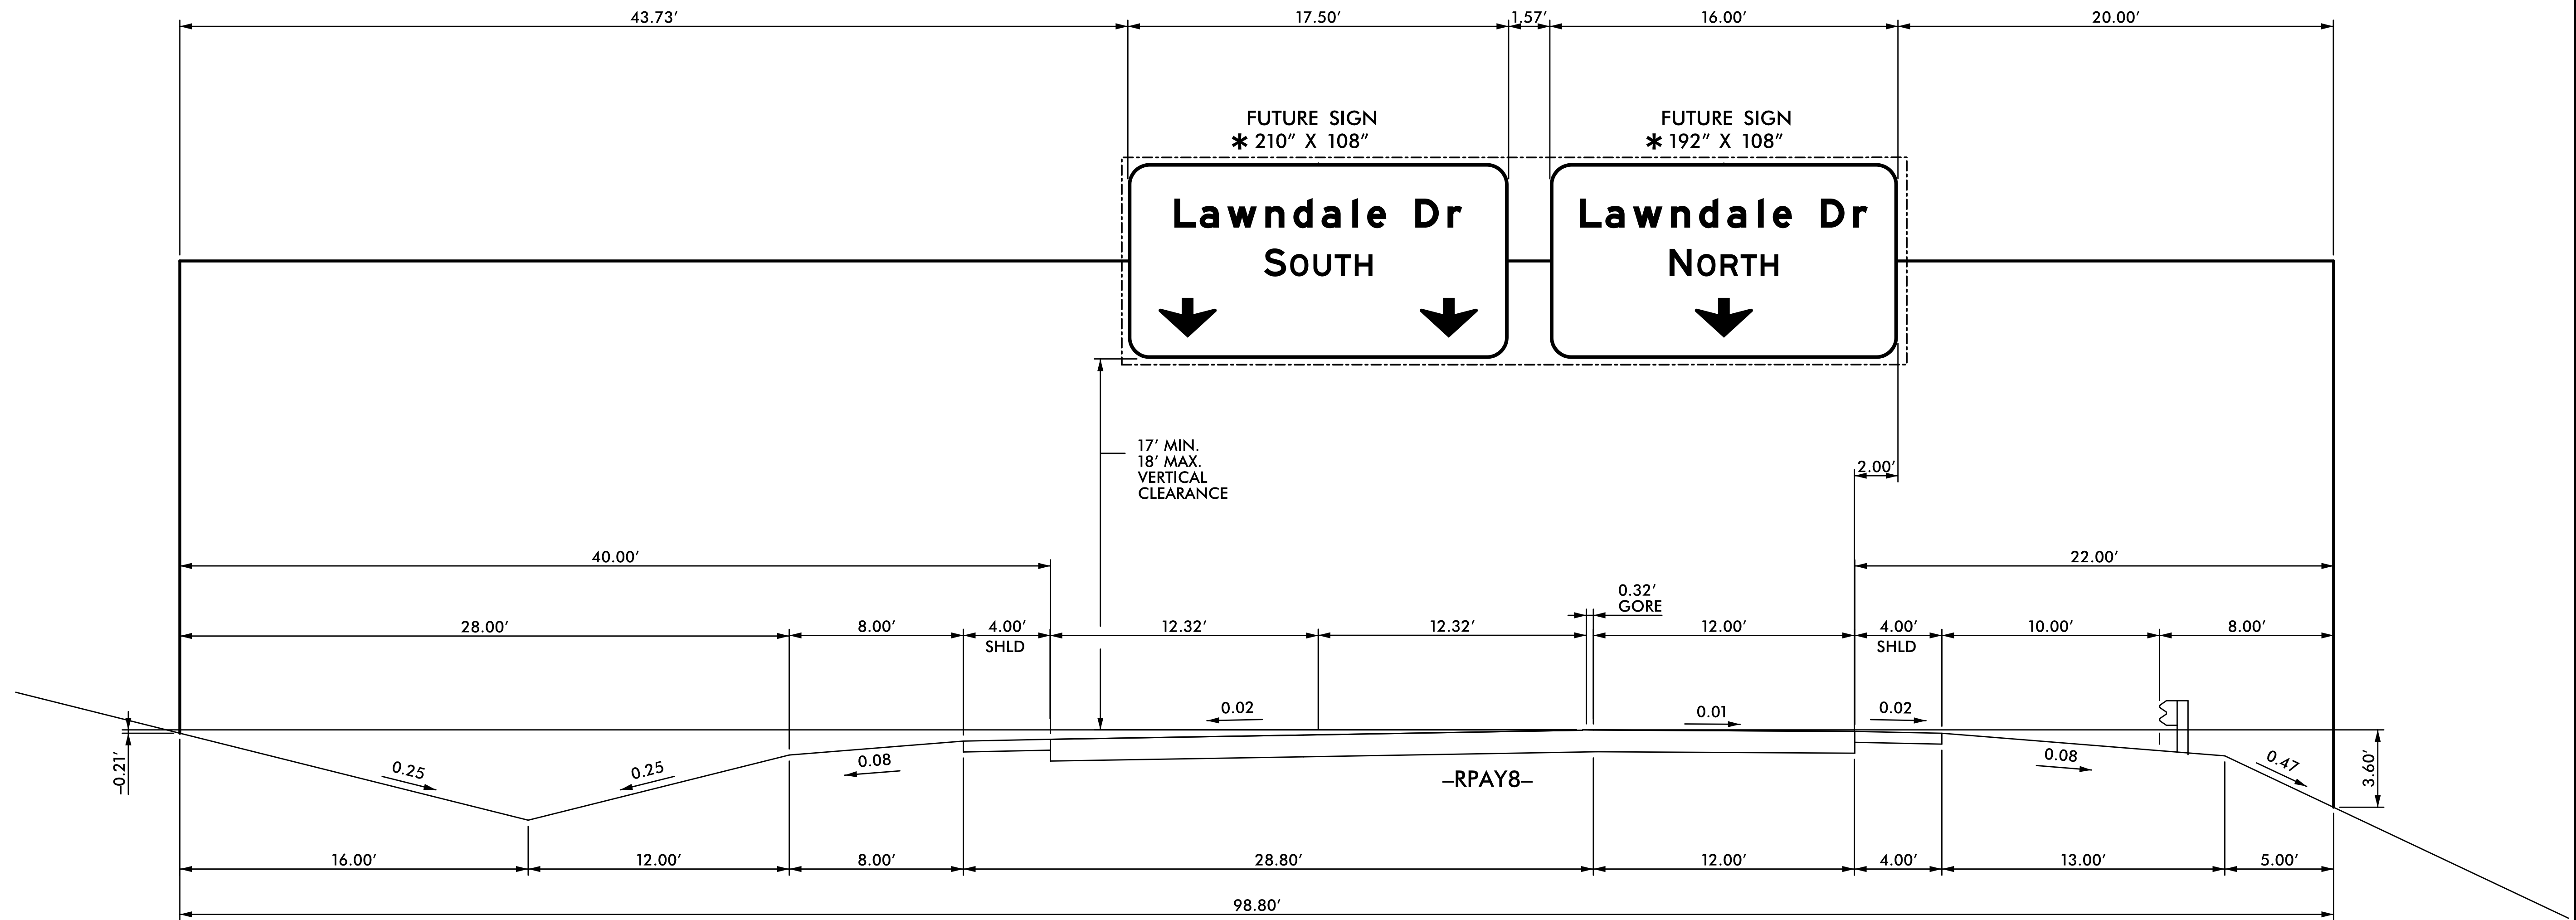 43.73′ 17.50′ 1.57′ 16.00′ 20.00′
FUTURE SIGN
* 210″ X 108″
FUTURE SIGN
* 192″ X 108″
Lawndale Dr
SOUTH
Lawndale Dr
NORTH
17′ MIN.
18′ MAX.
VERTICAL
CLEARANCE
2.00′
40.00′ 22.00′
0.32′
GORE
28.00′ 8.00′ 4.00′ 12.32′ 12.32′ 12.00′ 4.00′ 10.00′ 8.00′
SHLD SHLD
0.02 0.01 0.02
–0.21′ 0.25 0.25 0.08 0.08 0.47 3.60′
–RPAY8–
16.00′ 12.00′ 8.00′ 28.80′ 12.00′ 4.00′ 13.00′ 5.00′
98.80′